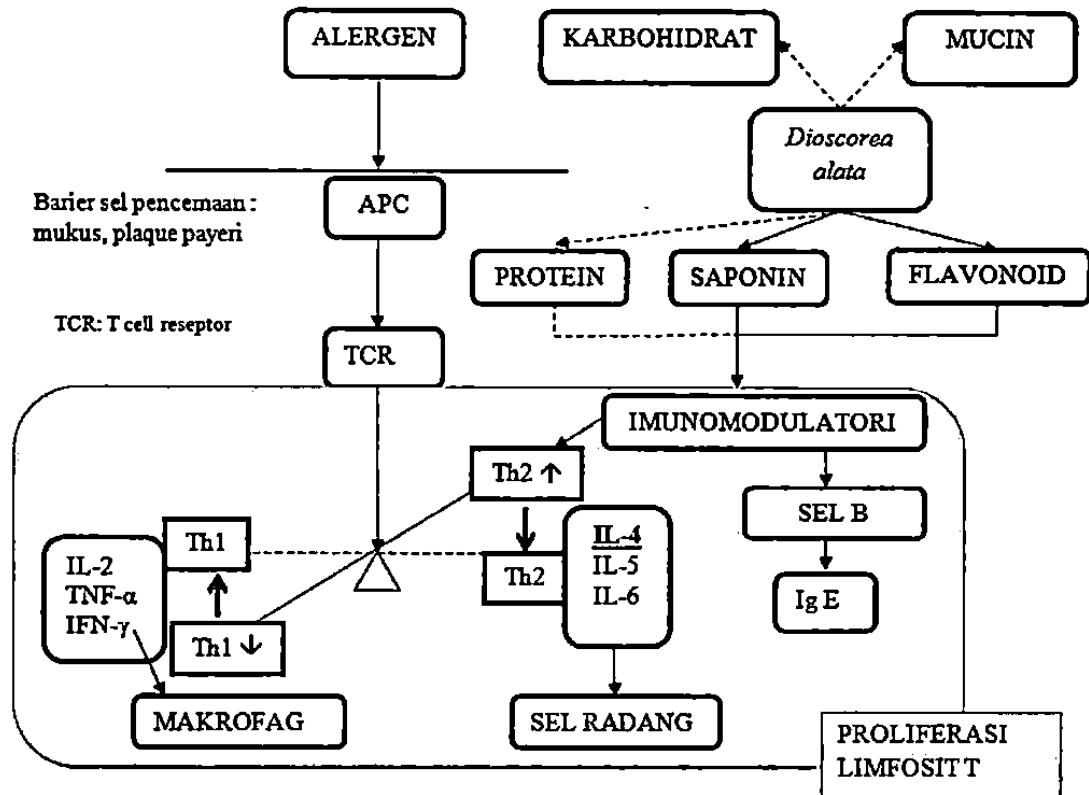 ALERGEN
KARBOHIDRAT
MUCIN
Dioscorea
alata
Barier sel pencemaan :
mukus, plaque payeri
APC
PROTEIN
SAPONIN
FLAVONOID
TCR: T cell reseptor
TCR
IMUNOMODULATORI
Th2 ↑
SEL B
Th1
IL-2
TNF-α
IFN-γ
Th2
IL-4
IL-5
IL-6
Ig E
Th1 ↓
MAKROFAG
SEL RADANG
PROLIFERASI
LIMFOSIT T